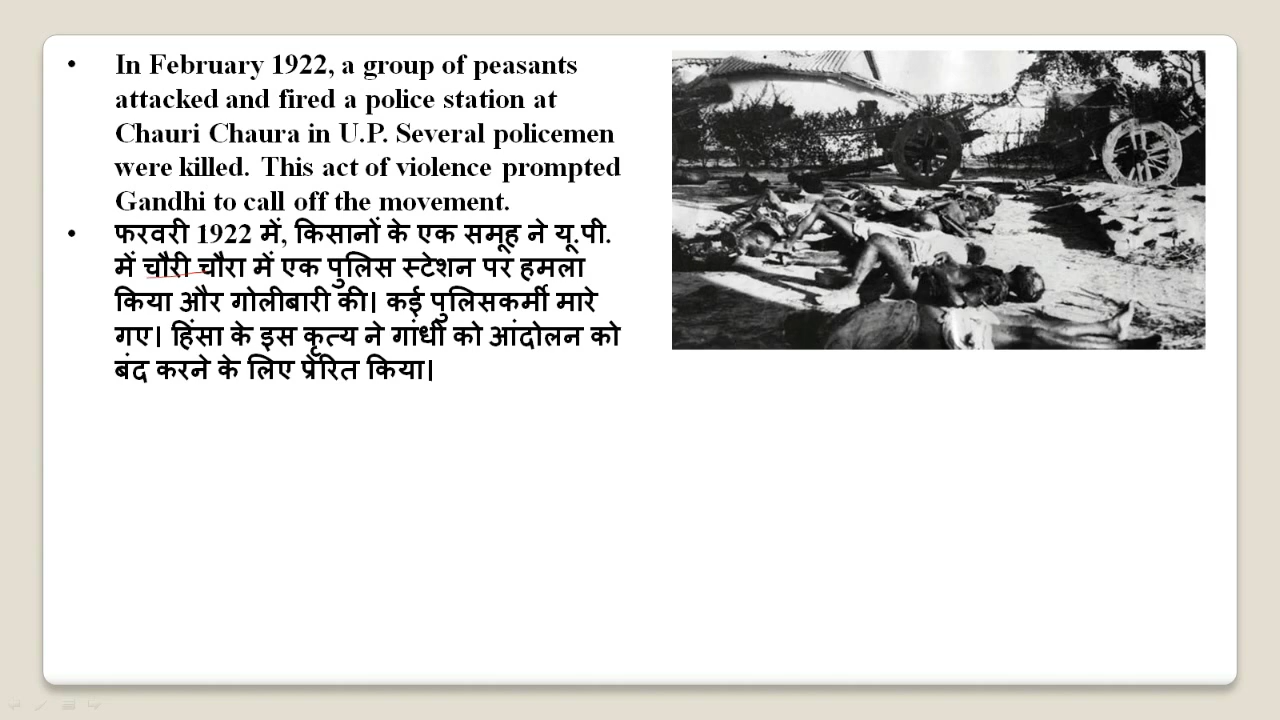 • In February 1922, a group of peasants
attacked and fired a police station at
Chauri Chaura in U.P. Several policemen
were killed. This act of violence prompted
Gandhi to call off the movement.
• फरवरी 1922 में, किसानों के एक समूह ने यू.पी.
में चौरी चौरा में एक पुलिस स्टेशन पर हमला
किया और गोलीबारी की। कई पुलिसकर्मी मारे
गए। हिंसा के इस कृत्य ने गांधी को आंदोलन को
बंद करने के लिए प्रेरित किया।